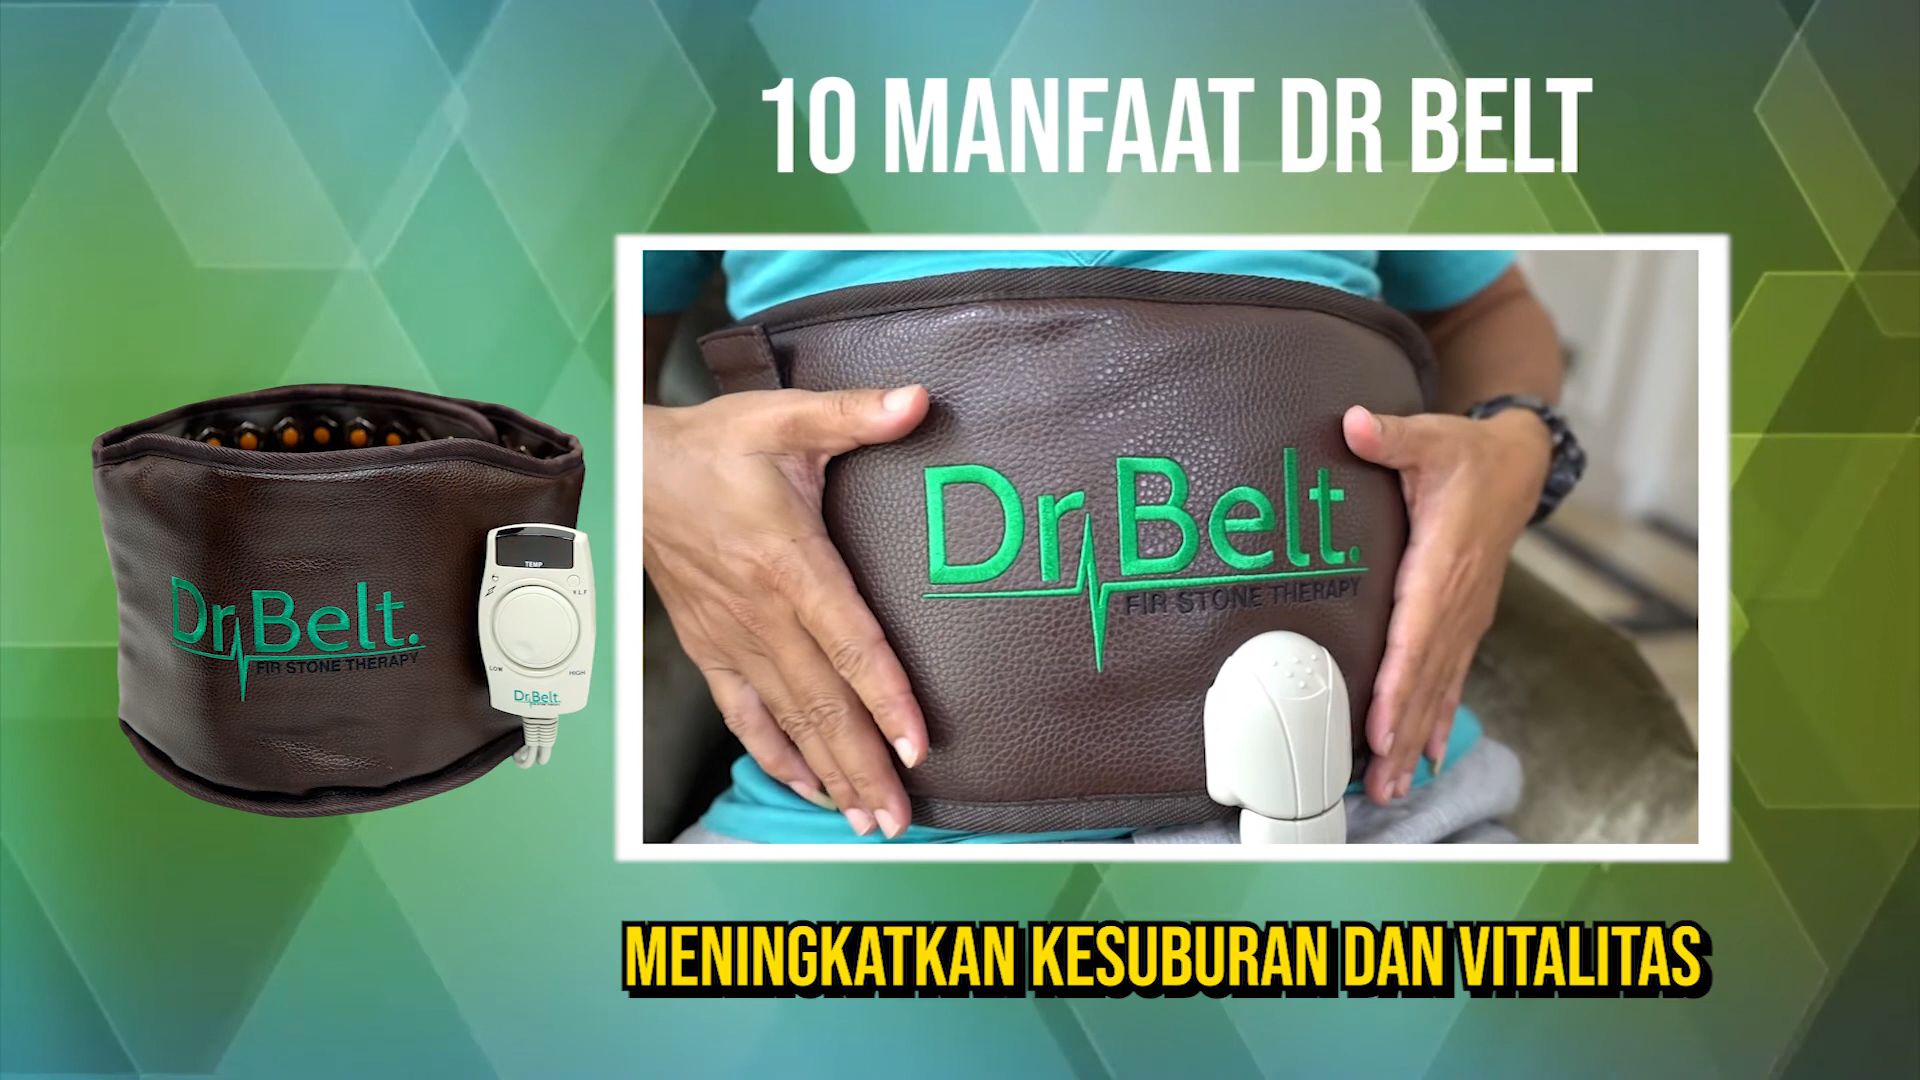 10 MANFAAT DR BELT
Dr Belt.
FIR STONE THERAPY
TEMP
V.L.F
LOW
HIGH
Dr.Belt.
Dr Belt.
FIR STONE THERAPY
MENINGKATKAN KESUBURAN DAN VITALITAS